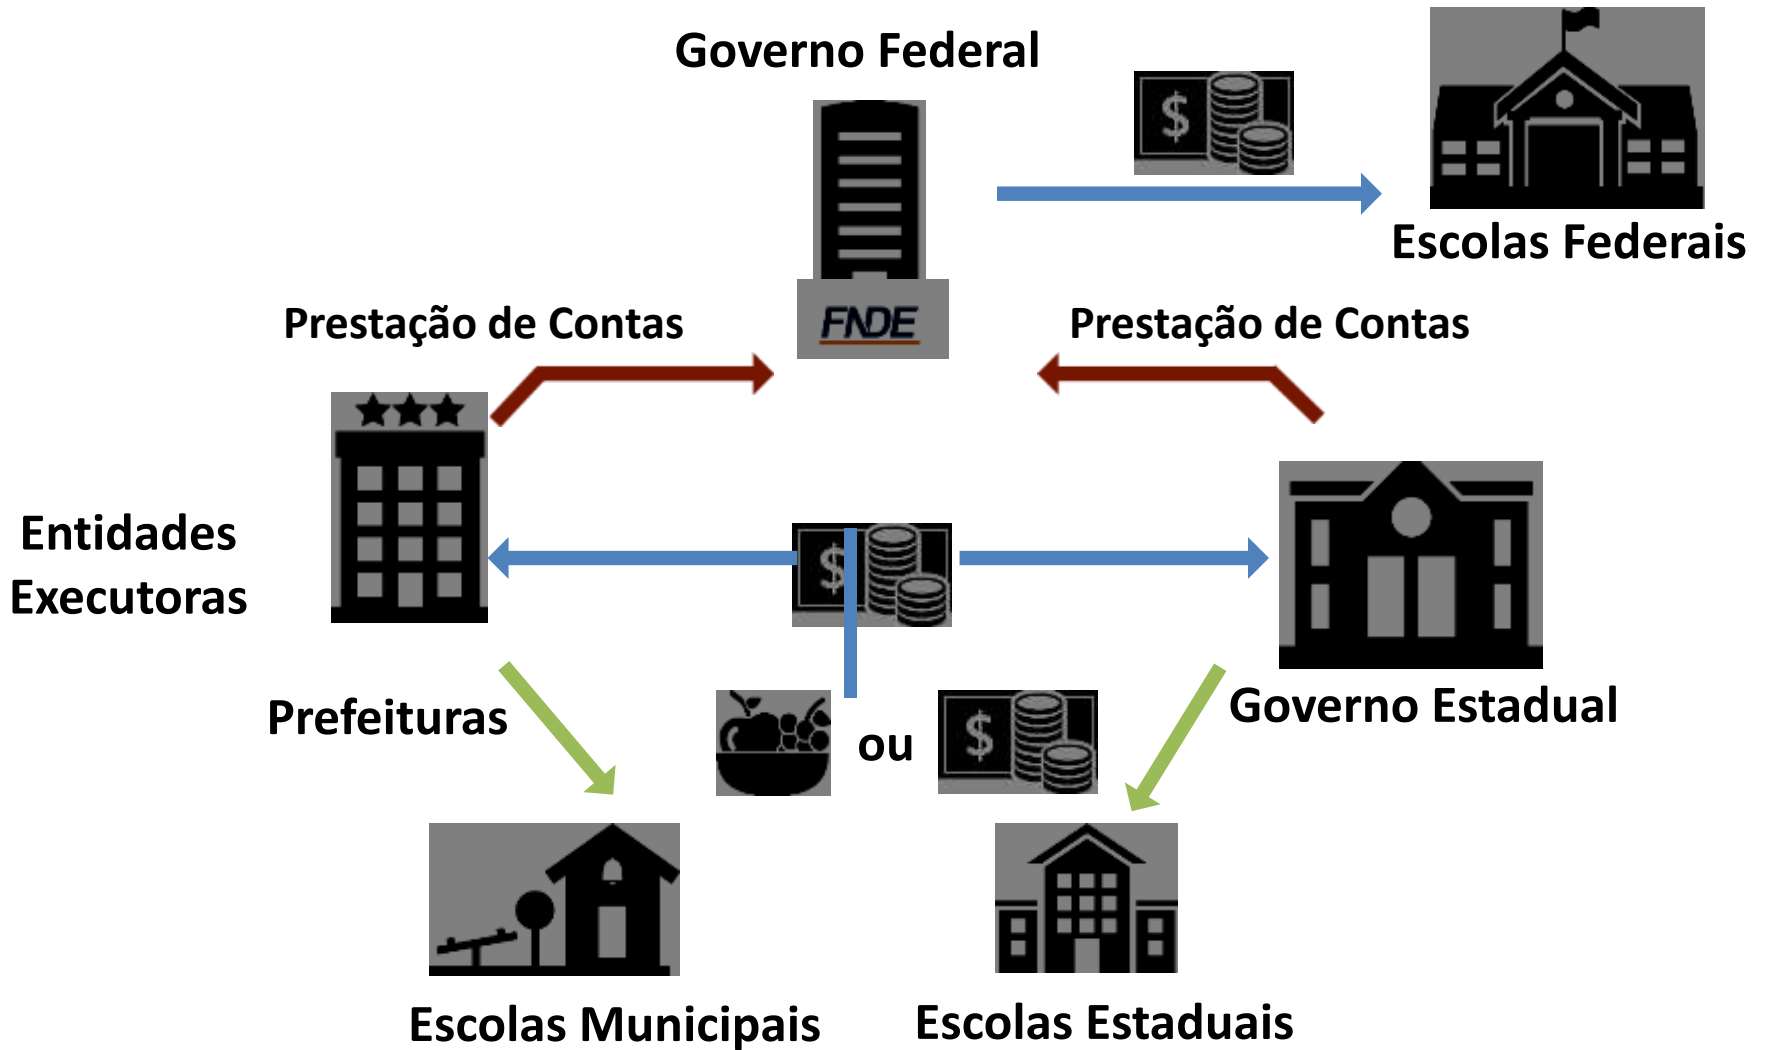 Governo Federal
$
Escolas Federais
Prestação de Contas
FNDE
Prestação de Contas
Entidades
Executoras
$
Prefeituras
ou
$
Governo Estadual
Escolas Municipais
Escolas Estaduais